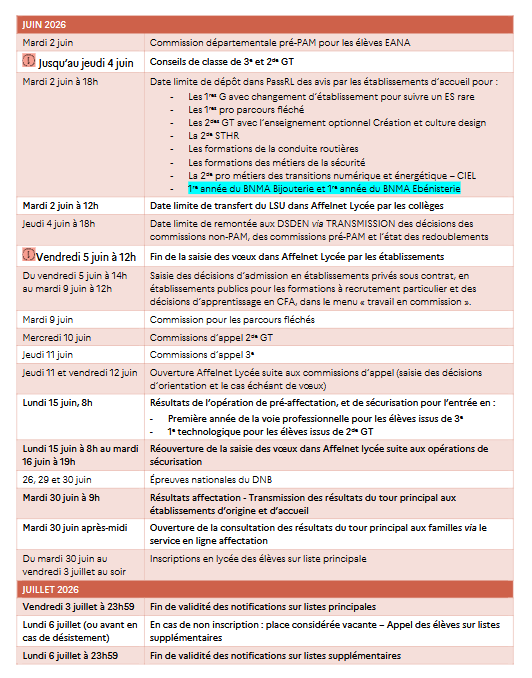 JUIN 2026
Mardi 2 juin
Commission départementale pré-PAM pour les élèves EANA
Jusqu'au jeudi 4 juin
Conseils de classe de 3e et 2de GT
Mardi 2 juin à 18h
Date limite de dépôt dans PassRL des avis par les établissements d'accueil pour :
- Les 1res G avec changement d'établissement pour suivre un ES rare
- Les 1res pro parcours fléché
- Les 2des GT avec l'enseignement optionnel Création et culture design
- La 2de STHR
- Les formations de la conduite routières
- Les formations des métiers de la sécurité
- La 2de pro métiers des transitions numérique et énergétique – CIEL
- 1re année du BNMA Bijouterie et 1re année du BNMA Ebénisterie
Mardi 2 juin à 12h
Date limite de transfert du LSU dans Affelnet Lycée par les collèges
Jeudi 4 juin à 18h
Date limite de remontée aux DSDEN via TRANSMISSION des décisions des
commissions non-PAM, des commissions pré-PAM et l'état des redoublements
Vendredi 5 juin à 12h
Fin de la saisie des vœux dans Affelnet Lycée par les établissements
Du vendredi 5 juin à 14h
au mardi 9 juin à 12h
Saisie des décisions d'admission en établissements privés sous contrat, en
établissements publics pour les formations à recrutement particulier et des
décisions d'apprentissage en CFA, dans le menu « travail en commission ».
Mardi 9 juin
Commission pour les parcours fléchés
Mercredi 10 juin
Commissions d'appel 2de GT
Jeudi 11 juin
Commissions d'appel 3e
Jeudi 11 et vendredi 12 juin
Ouverture Affelnet Lycée suite aux commissions d'appel (saisie des décisions
d'orientation et le cas échéant de vœux)
Lundi 15 juin, 8h
Résultats de l'opération de pré-affectation, et de sécurisation pour l'entrée en :
- Première année de la voie professionnelle pour les élèves issus de 3e
- 1e technologique pour les élèves issus de 2de GT
Lundi 15 juin à 8h au mardi
16 juin à 19h
Réouverture de la saisie des vœux dans Affelnet lycée suite aux opérations de
sécurisation
26, 29 et 30 juin
Épreuves nationales du DNB
Mardi 30 juin à 9h
Résultats affectation - Transmission des résultats du tour principal aux
établissements d'origine et d'accueil
Mardi 30 juin après-midi
Ouverture de la consultation des résultats du tour principal aux familles via le
service en ligne affectation
Du mardi 30 juin au
vendredi 3 juillet au soir
Inscriptions en lycée des élèves sur liste principale
JUILLET 2026
Vendredi 3 juillet à 23h59
Fin de validité des notifications sur listes principales
Lundi 6 juillet (ou avant en
cas de désistement)
En cas de non inscription : place considérée vacante – Appel des élèves sur listes
supplémentaires
Lundi 6 juillet à 23h59
Fin de validité des notifications sur listes supplémentaires